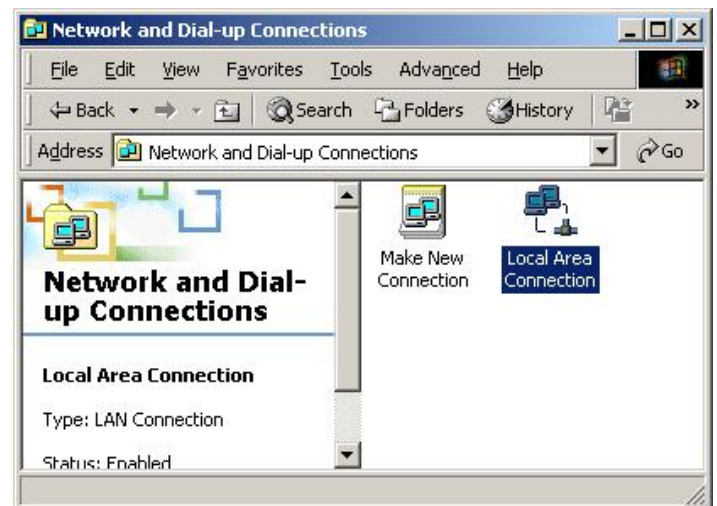 Network and Dial-up Connections
File Edit View Favorites Tools Advanced Help
Back Search Folders History »
Address Network and Dial-up Connections Go
Make New
Connection
Local Area
Connection
Network and Dial-
up Connections
Local Area Connection
Type: LAN Connection
Status: Enabled